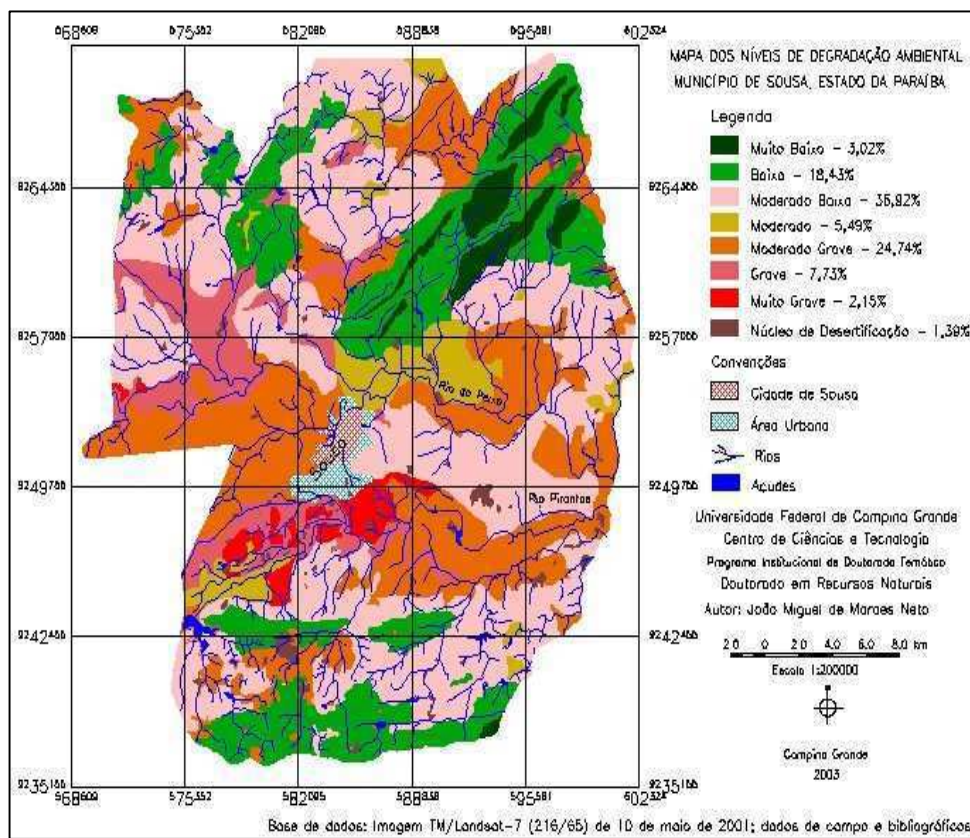 MAPA DOS NÍVEIS DE DEGRADAÇÃO AMBIENTAL
MUNICÍPIO DE SOUSA, ESTADO DA PARAÍBA
Legenda
Muito Baixo - 3,02%
Baixo - 18,43%
Moderado Baixo - 36,92%
Moderado - 5,49%
Moderado Grave - 24,74%
Grave - 7,73%
Muito Grave - 2,15%
Núcleo de Desertificação - 1,39%
Convenções
Cidade de Sousa
Área Urbana
Rios
Açudes
Rio do Peixe
Rio Piranhas
Universidade Federal de Campina Grande
Centro de Ciências e Tecnologia
Programa Institucional de Doutorado Temático
Doutorado em Recursos Naturais
Autor: João Miguel de Moraes Neto
2.0 0 2.0 4.0 6.0 8.0 km
Escala 1:200000
Campina Grande
2003
Base de dados: Imagem TM/Landsat-7 (216/65) de 10 de maio de 2001; dados de campo e bibliográficos